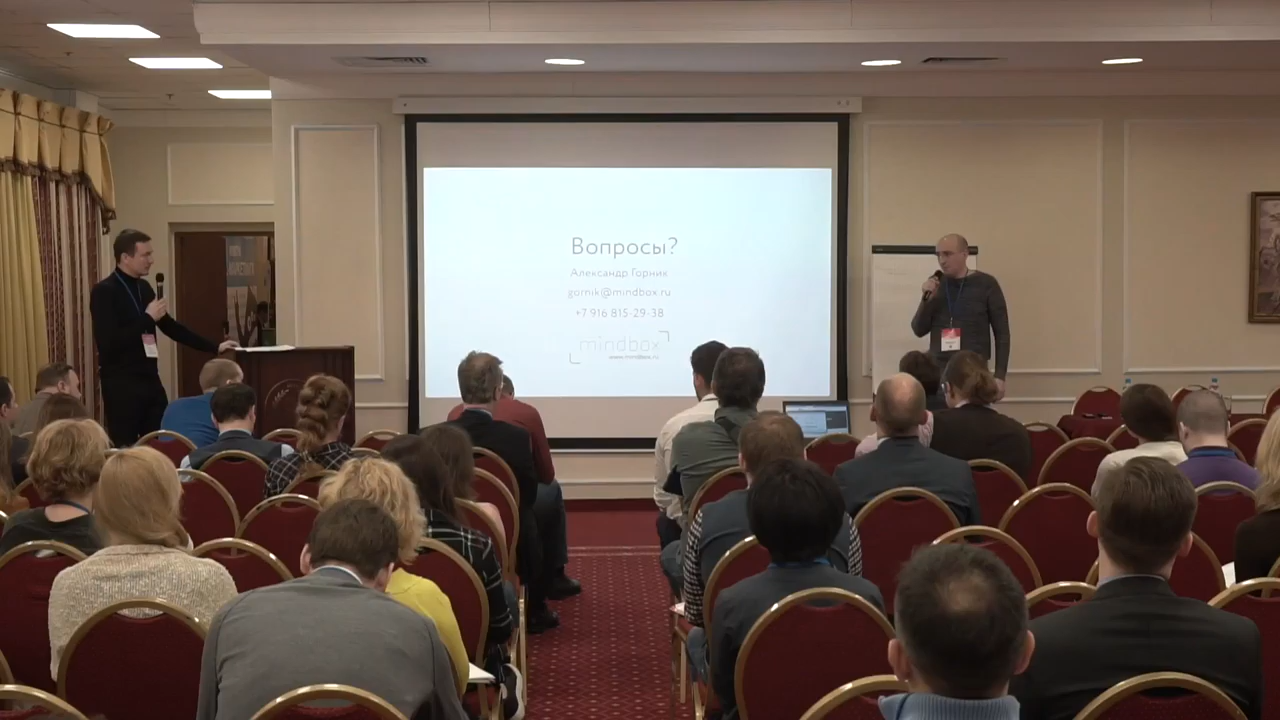 Вопросы?
Александр Горник
gornik@mindbox.ru
+7 916 815-29-38
mindbox
www.mindbox.ru